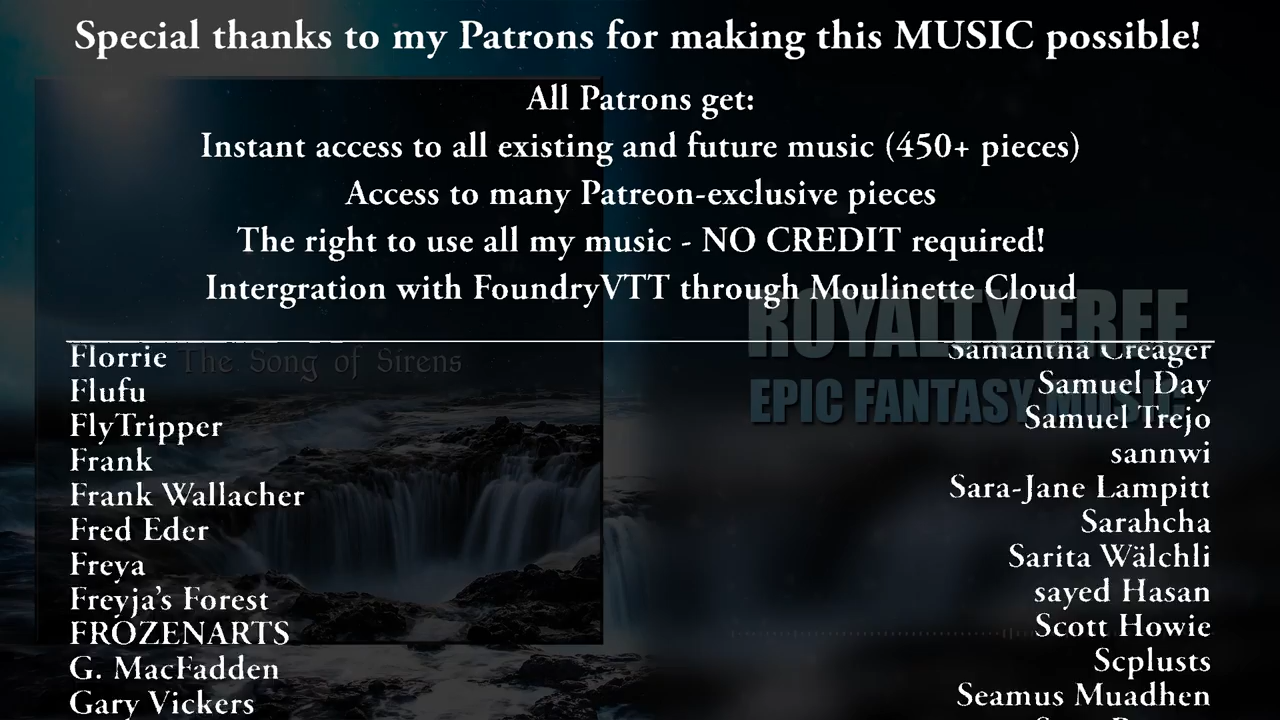 Special thanks to my Patrons for making this MUSIC possible!
All Patrons get:
Instant access to all existing and future music (450+ pieces)
Access to many Patreon-exclusive pieces
The right to use all my music - NO CREDIT required!
Intergration with FoundryVTT through Moulinette Cloud
ROYALTY FREE
EPIC FANTASY MUSIC
The Song of Sirens
Florrie
Flufu
FlyTripper
Frank
Frank Wallacher
Fred Eder
Freya
Freyja's Forest
FROZENARTS
G. MacFadden
Gary Vickers
Samantha Creager
Samuel Day
Samuel Trejo
sannwi
Sara-Jane Lampitt
Sarahcha
Sarita Wälchli
sayed Hasan
Scott Howie
Scplusts
Seamus Muadhen